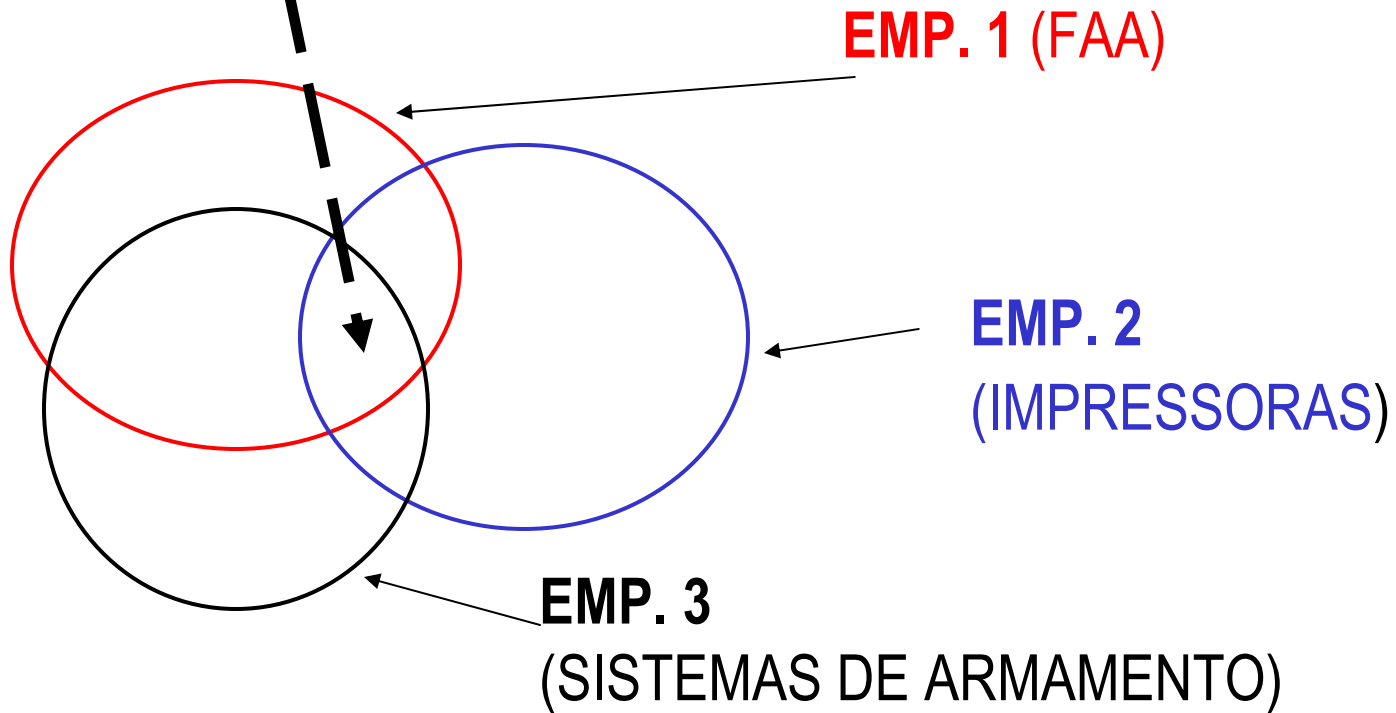 EMP. 1 (FAA)
EMP. 2
(IMPRESSORAS)
EMP. 3
(SISTEMAS DE ARMAMENTO)